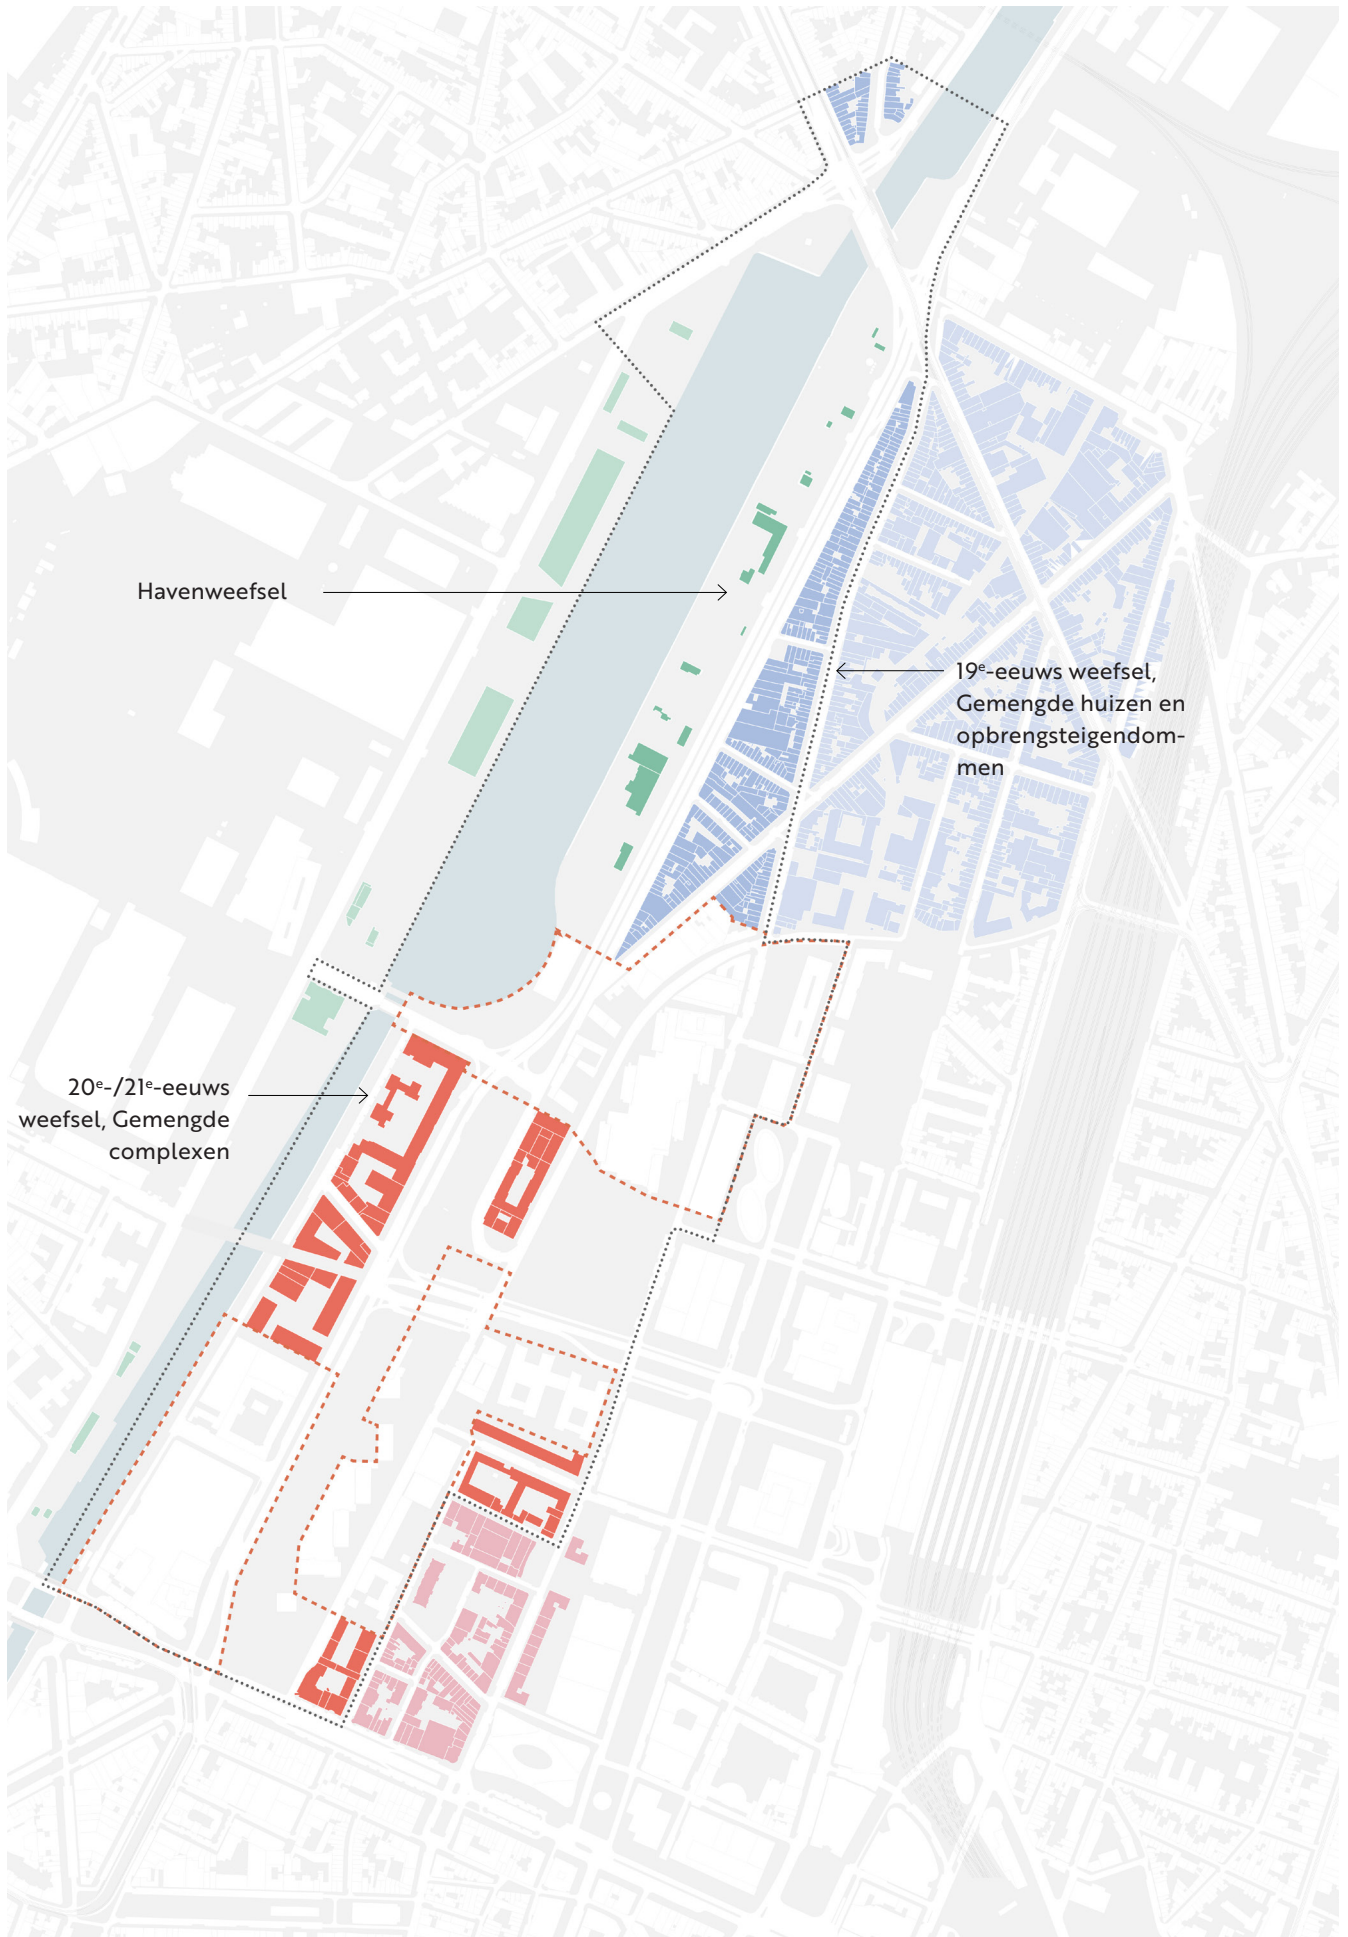 Havenweefsel
19ᵉ-eeuws weefsel,
Gemengde huizen en
opbrengsteigendom-
men
20ᵉ-/21ᵉ-eeuws
weefsel, Gemengde
complexen